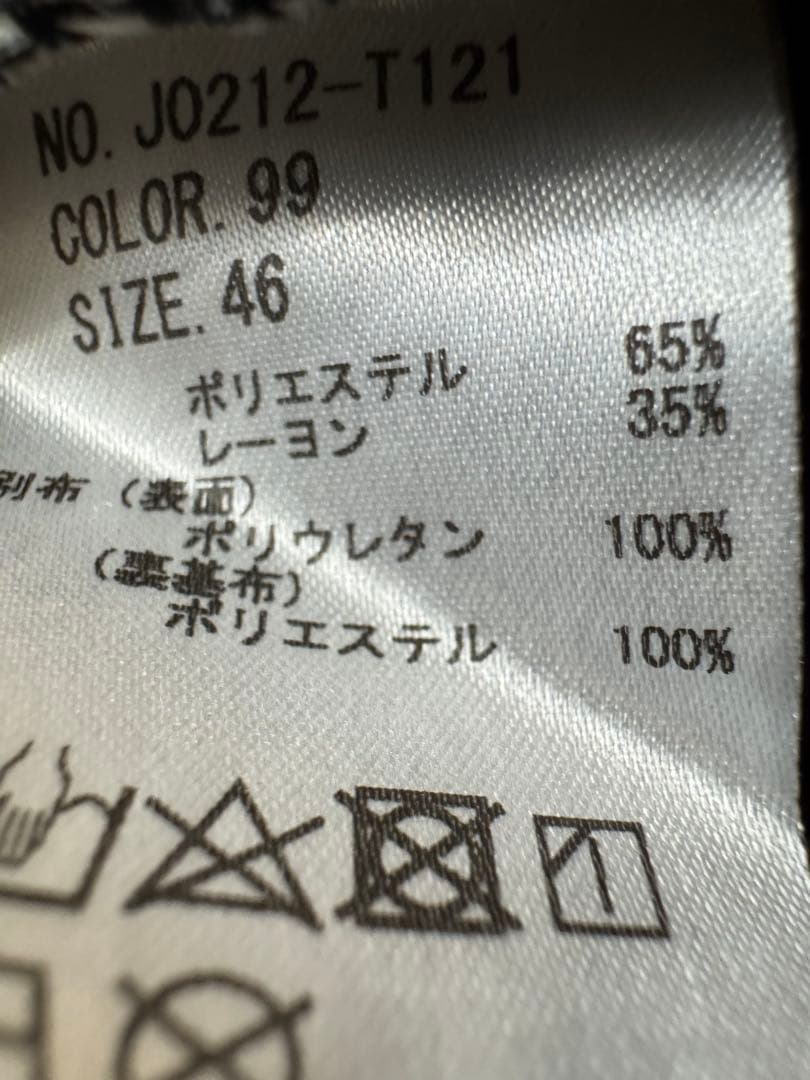 NO. J0212-T121
COLOR. 99
SIZE. 46
ポリエステル 65%
レーヨン 35%
別布 (表面)
ポリウレタン 100%
(裏基布)
ポリエステル 100%